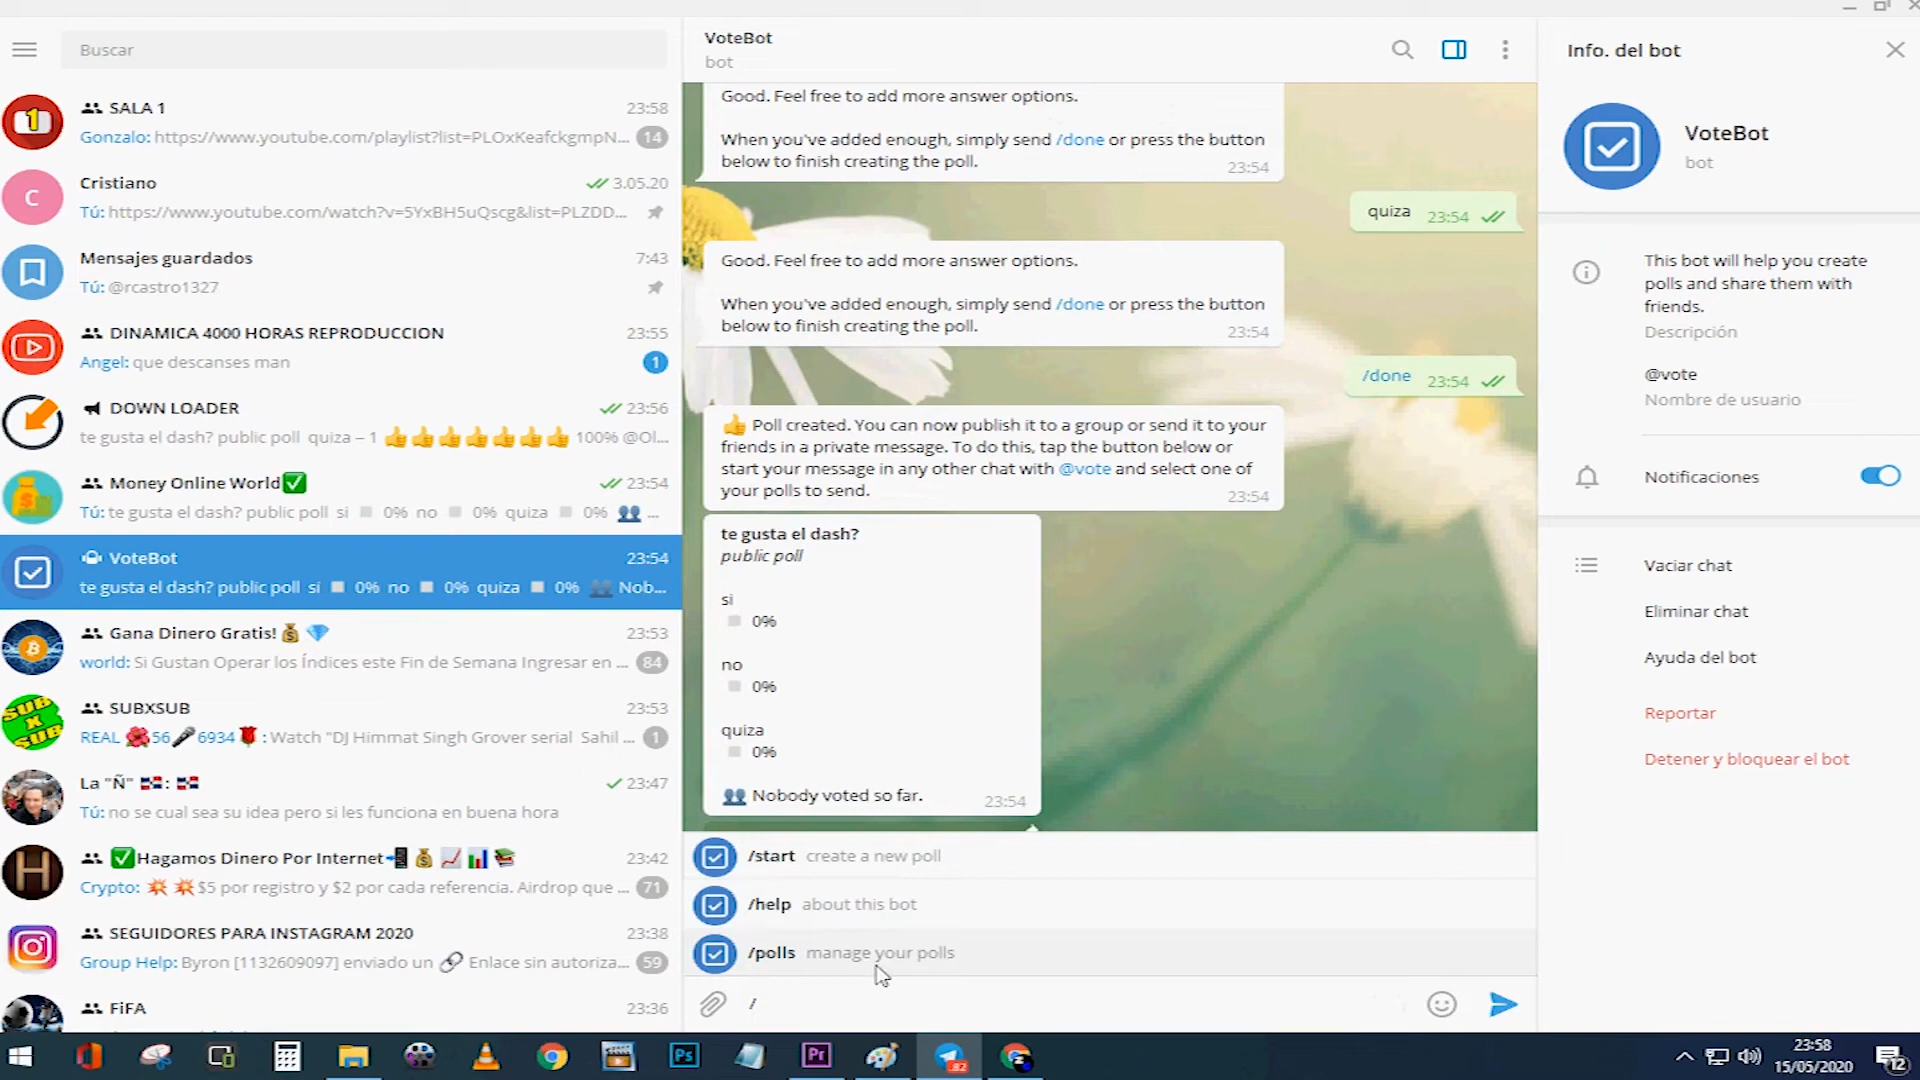 Buscar
SALA 1 23:58
Gonzalo: https://www.youtube.com/playlist?list=PLOxKeafckgmpN... 14
Cristiano 3.05.20
Tú: https://www.youtube.com/watch?v=5YxBH5uQscg&list=PLZDD...
Mensajes guardados 7:43
Tú: @rcastro1327
DINAMICA 4000 HORAS REPRODUCCION 23:55
Angel: que descanses man 1
DOWN LOADER 23:56
te gusta el dash? public poll quiza – 1 👍👍👍👍👍👍👍 100% @Ol...
Money Online World✅ 23:54
Tú: te gusta el dash? public poll si 0% no 0% quiza 0% 👥 ...
VoteBot 23:54
te gusta el dash? public poll si 0% no 0% quiza 0% 👥 Nob...
Gana Dinero Gratis! 💰 💎 23:53
world: Si Gustan Operar los Índices este Fin de Semana Ingresar en ... 84
SUBXSUB 23:53
REAL 🌺56🎤6934🌹: Watch "DJ Himmat Singh Grover serial Sahil ... 1
La "Ñ" 🇩🇴: 🇩🇴 23:47
Tú: no se cual sea su idea pero si les funciona en buena hora
✅Hagamos Dinero Por Internet📲 💰 📈 📊 📚 23:42
Crypto: 💥 💥$5 por registro y $2 por cada referencia. Airdrop que ... 71
SEGUIDORES PARA INSTAGRAM 2020 23:38
Group Help: Byron [1132609097] enviado un 🔗 Enlace sin autoriza... 59
FiFA 23:36
1
C
SUB
X
SUB
H
VoteBot
bot
Good. Feel free to add more answer options.
When you've added enough, simply send /done or press the button
below to finish creating the poll. 23:54
quiza 23:54
Good. Feel free to add more answer options.
When you've added enough, simply send /done or press the button
below to finish creating the poll. 23:54
/done 23:54
👍 Poll created. You can now publish it to a group or send it to your
friends in a private message. To do this, tap the button below or
start your message in any other chat with @vote and select one of
your polls to send. 23:54
te gusta el dash?
public poll
si
0%
no
0%
quiza
0%
👥 Nobody voted so far. 23:54
/start create a new poll
/help about this bot
/polls manage your polls
/
Info. del bot
VoteBot
bot
This bot will help you create
polls and share them with
friends.
Descripción
@vote
Nombre de usuario
Notificaciones
Vaciar chat
Eliminar chat
Ayuda del bot
Reportar
Detener y bloquear el bot
Ps
Pr
82
23:58
15/05/2020
12